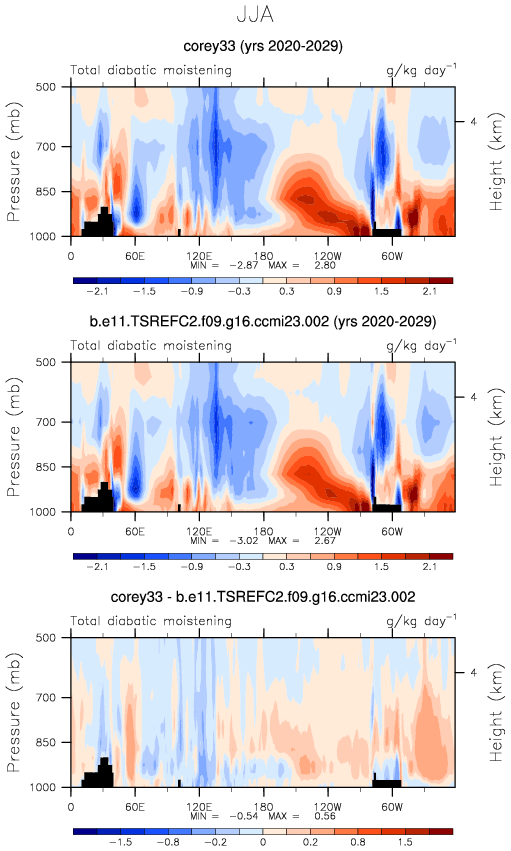 JJA
corey33 (yrs 2020-2029)
Total diabatic moistening g/kg day⁻¹
500
700
850
1000
Pressure (mb)
4
Height (km)
0 60E 120E 180 120W 60W
MIN = −2.87 MAX = 2.80
−2.1 −1.5 −0.9 −0.3 0.3 0.9 1.5 2.1
b.e11.TSREFC2.f09.g16.ccmi23.002 (yrs 2020-2029)
Total diabatic moistening g/kg day⁻¹
500
700
850
1000
Pressure (mb)
4
Height (km)
0 60E 120E 180 120W 60W
MIN = −3.02 MAX = 2.67
−2.1 −1.5 −0.9 −0.3 0.3 0.9 1.5 2.1
corey33 - b.e11.TSREFC2.f09.g16.ccmi23.002
Total diabatic moistening g/kg day⁻¹
500
700
850
1000
Pressure (mb)
4
Height (km)
0 60E 120E 180 120W 60W
MIN = −0.54 MAX = 0.56
−1.5 −0.8 −0.2 0 0.2 0.8 1.5